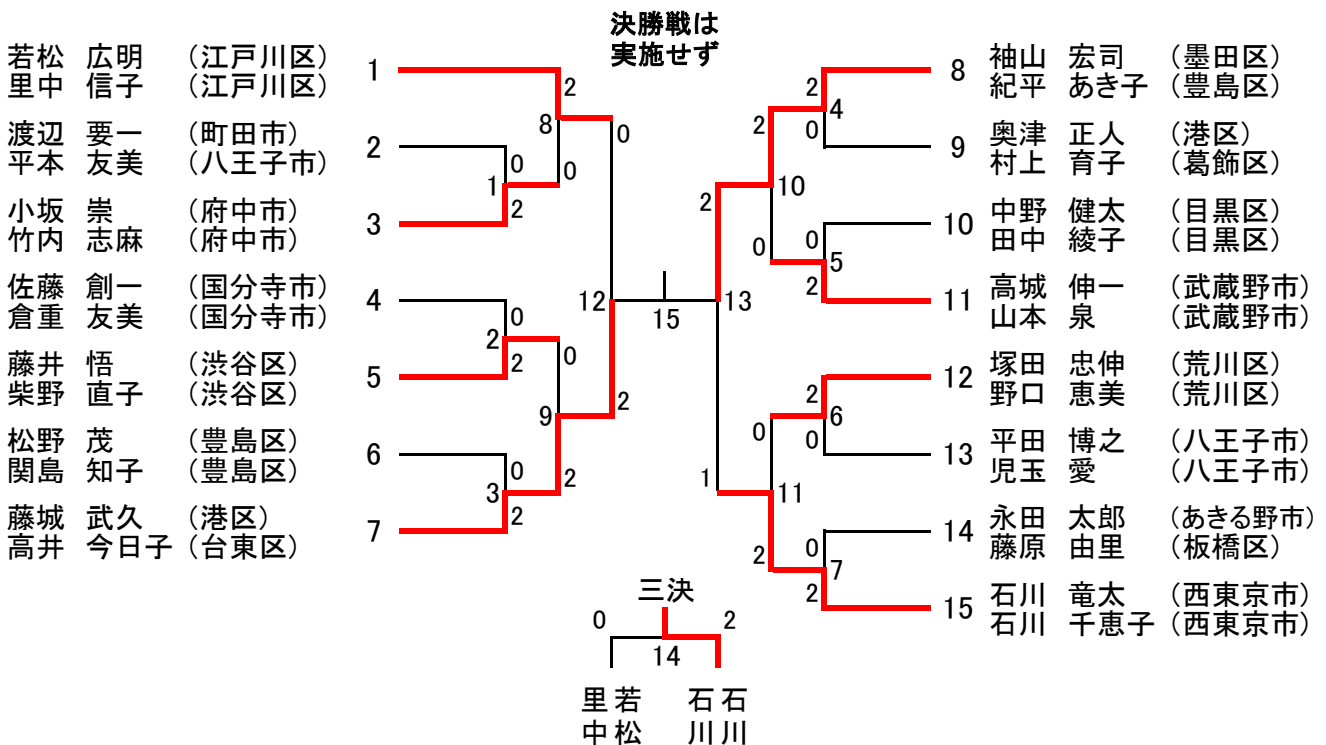 決勝戦は
実施せず
若松 広明 (江戸川区)
里中 信子 (江戸川区)
1
渡辺 要一 (町田市)
平本 友美 (八王子市)
2
小坂 崇 (府中市)
竹内 志麻 (府中市)
3
佐藤 創一 (国分寺市)
倉重 友美 (国分寺市)
4
藤井 悟 (渋谷区)
柴野 直子 (渋谷区)
5
松野 茂 (豊島区)
関島 知子 (豊島区)
6
藤城 武久 (港区)
高井 今日子 (台東区)
7
2
8
0
0
1
0
2
12
0
2
2
0
9
2
2
0
3
2
15
8
袖山 宏司 (墨田区)
紀平 あき子 (豊島区)
9
奥津 正人 (港区)
村上 育子 (葛飾区)
10
中野 健太 (目黒区)
田中 綾子 (目黒区)
11
高城 伸一 (武蔵野市)
山本 泉 (武蔵野市)
12
塚田 忠伸 (荒川区)
野口 恵美 (荒川区)
13
平田 博之 (八王子市)
児玉 愛 (八王子市)
14
永田 太郎 (あきる野市)
藤原 由里 (板橋区)
15
石川 竜太 (西東京市)
石川 千恵子 (西東京市)
2
4
0
2
10
2
0
0
5
2
13
2
6
0
0
1
11
2
0
7
2
三決
0
2
14
里中
若松
石川
石川